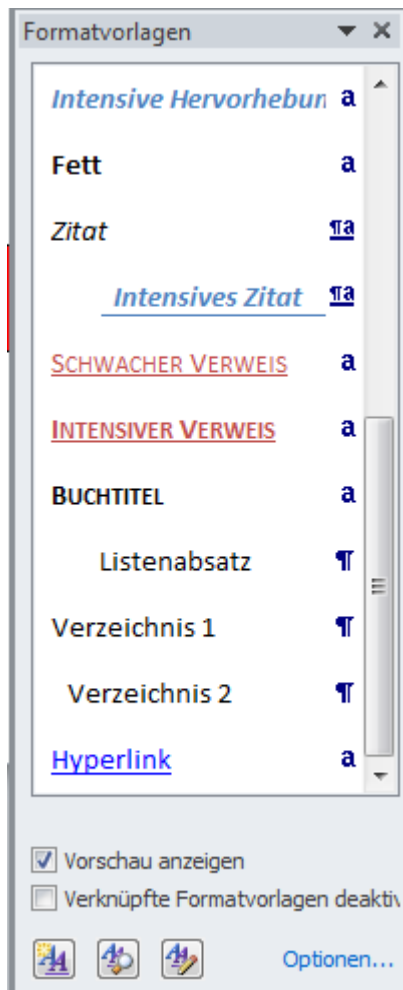 Formatvorlagen
Intensive Hervorhebun a
Fett a
Zitat ¶a
Intensives Zitat ¶a
SCHWACHER VERWEIS a
INTENSIVER VERWEIS a
BUCHTITEL a
Listenabsatz ¶
Verzeichnis 1 ¶
Verzeichnis 2 ¶
Hyperlink a
Vorschau anzeigen
Verknüpfte Formatvorlagen deaktiv
Optionen...